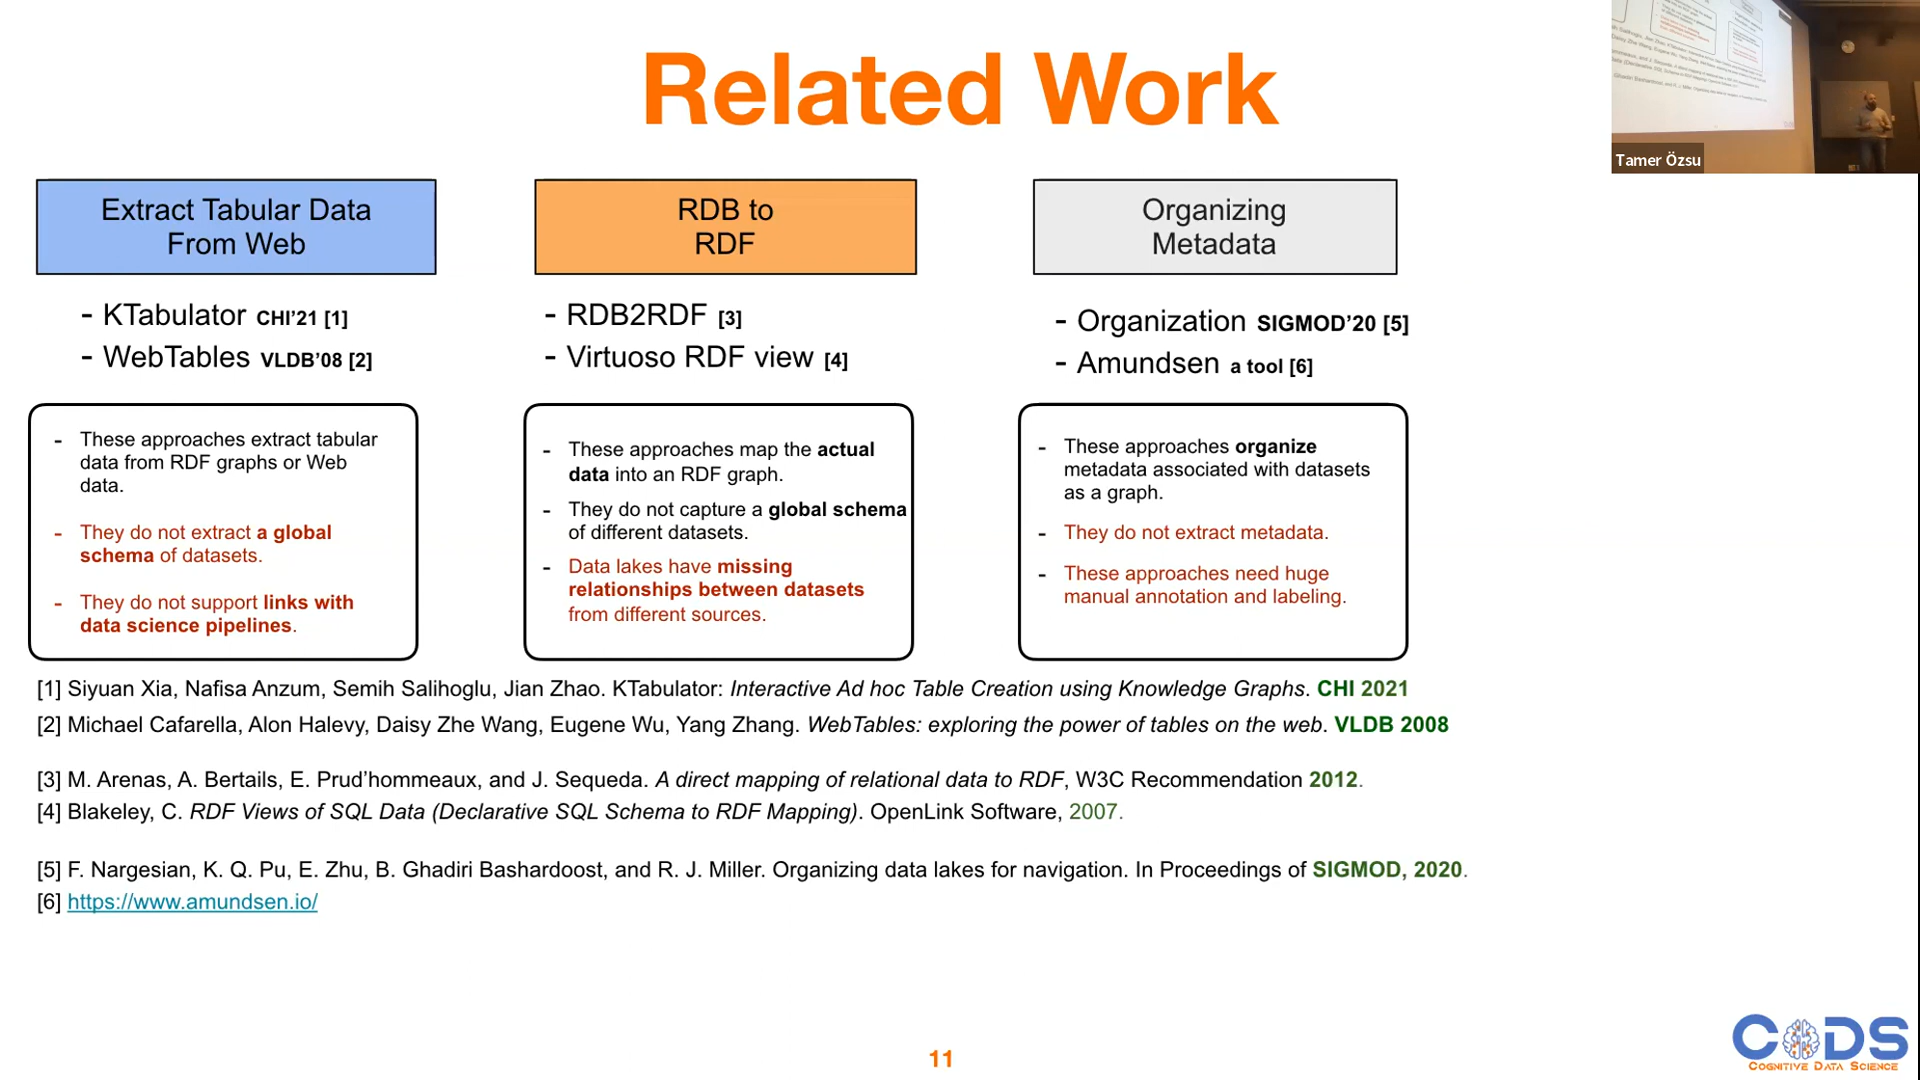 Related Work
Tamer Özsu
Extract Tabular Data
From Web
- KTabulator CHI’21 [1]
- WebTables VLDB’08 [2]
- These approaches extract tabular
data from RDF graphs or Web
data.
- They do not extract a global
schema of datasets.
- They do not support links with
data science pipelines.
RDB to
RDF
- RDB2RDF [3]
- Virtuoso RDF view [4]
- These approaches map the actual
data into an RDF graph.
- They do not capture a global schema
of different datasets.
- Data lakes have missing
relationships between datasets
from different sources.
Organizing
Metadata
- Organization SIGMOD’20 [5]
- Amundsen a tool [6]
- These approaches organize
metadata associated with datasets
as a graph.
- They do not extract metadata.
- These approaches need huge
manual annotation and labeling.
[1] Siyuan Xia, Nafisa Anzum, Semih Salihoglu, Jian Zhao. KTabulator: Interactive Ad hoc Table Creation using Knowledge Graphs. CHI 2021
[2] Michael Cafarella, Alon Halevy, Daisy Zhe Wang, Eugene Wu, Yang Zhang. WebTables: exploring the power of tables on the web. VLDB 2008
[3] M. Arenas, A. Bertails, E. Prud’hommeaux, and J. Sequeda. A direct mapping of relational data to RDF, W3C Recommendation 2012.
[4] Blakeley, C. RDF Views of SQL Data (Declarative SQL Schema to RDF Mapping). OpenLink Software, 2007.
[5] F. Nargesian, K. Q. Pu, E. Zhu, B. Ghadiri Bashardoost, and R. J. Miller. Organizing data lakes for navigation. In Proceedings of SIGMOD, 2020.
[6] https://www.amundsen.io/
11
CODS
COGNITIVE DATA SCIENCE